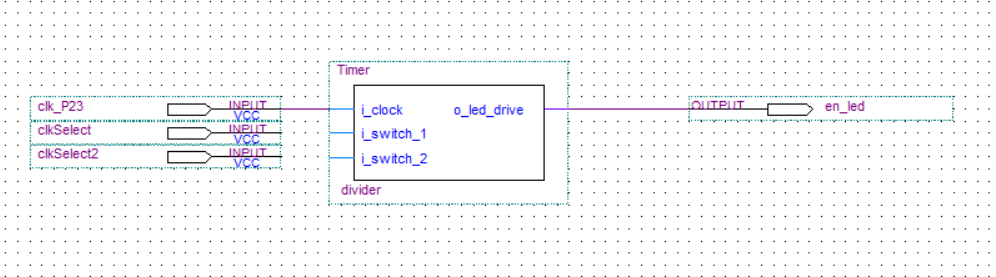 Timer
clk_P23 INPUT VCC i_clock o_led_drive OUTPUT en_led
clkSelect INPUT VCC i_switch_1
clkSelect2 INPUT VCC i_switch_2
divider